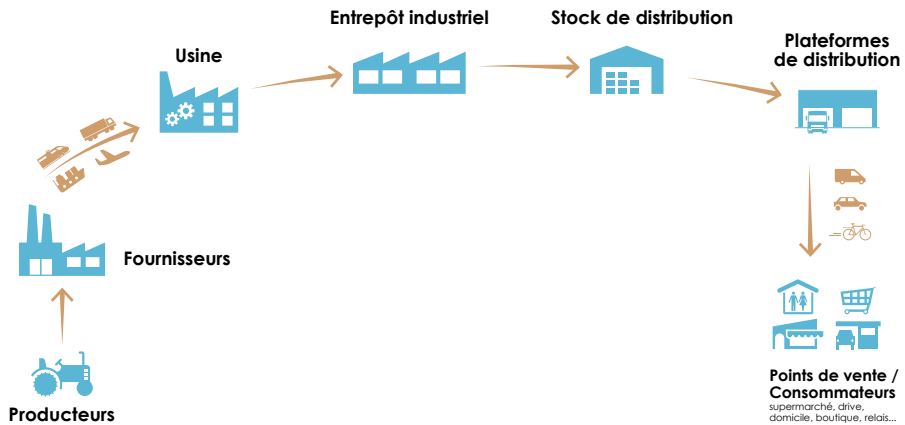 Entrepôt industriel
Stock de distribution
Usine
Plateformes
de distribution
Fournisseurs
Producteurs
Points de vente /
Consommateurs
supermarché, drive,
domicile, boutique, relais...